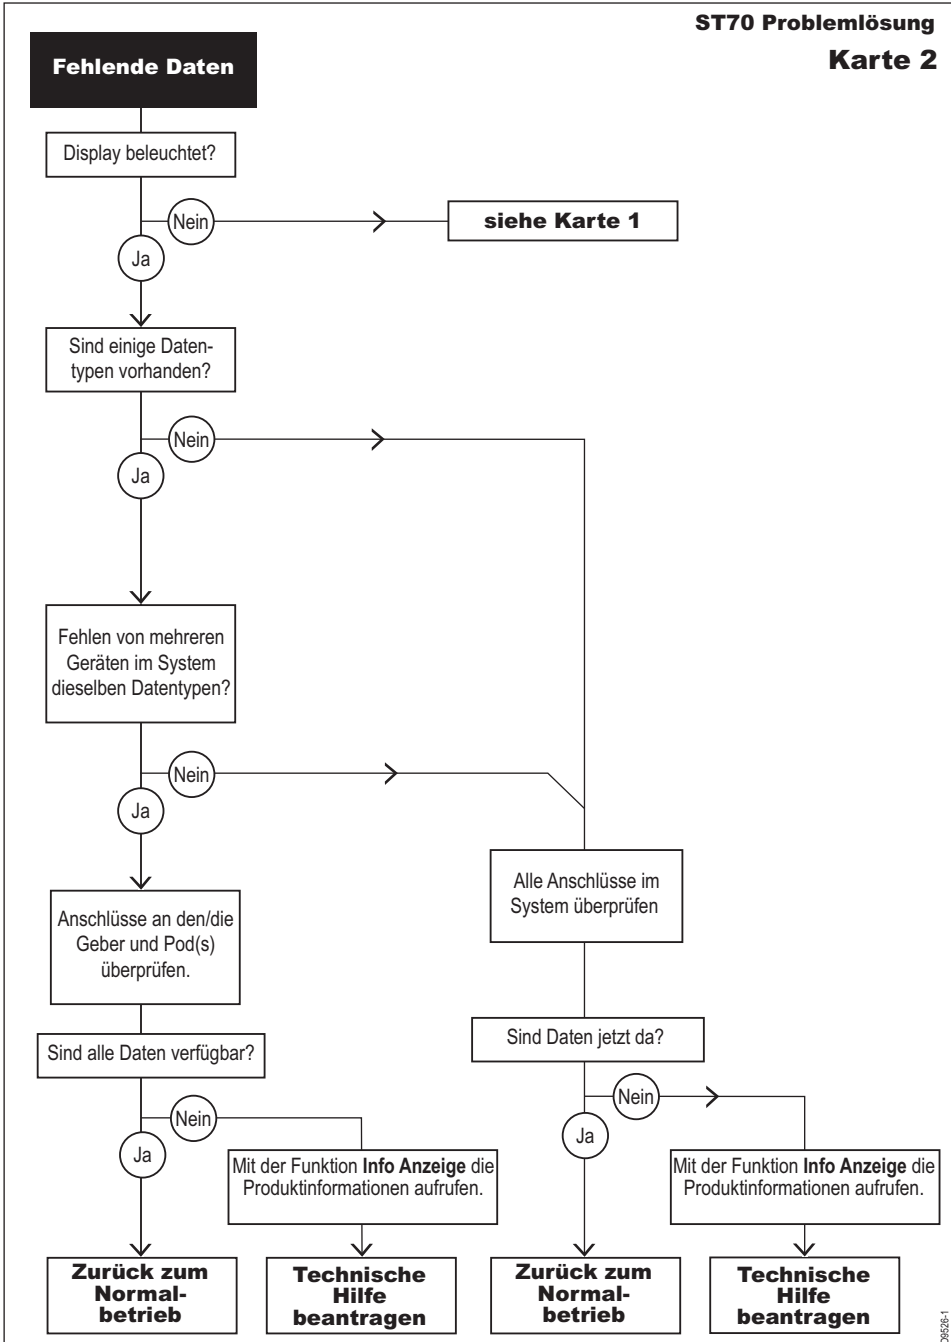 ST70 Problemlösung
Karte 2
Fehlende Daten
Display beleuchtet?
Nein
siehe Karte 1
Ja
Sind einige Daten-
typen vorhanden?
Nein
Ja
Fehlen von mehreren
Geräten im System
dieselben Datentypen?
Nein
Ja
Anschlüsse an den/die
Geber und Pod(s)
überprüfen.
Alle Anschlüsse im
System überprüfen
Sind alle Daten verfügbar?
Sind Daten jetzt da?
Nein
Ja
Nein
Ja
Mit der Funktion Info Anzeige die
Produktinformationen aufrufen.
Mit der Funktion Info Anzeige die
Produktinformationen aufrufen.
Zurück zum
Normal-
betrieb
Technische
Hilfe
beantragen
Zurück zum
Normal-
betrieb
Technische
Hilfe
beantragen